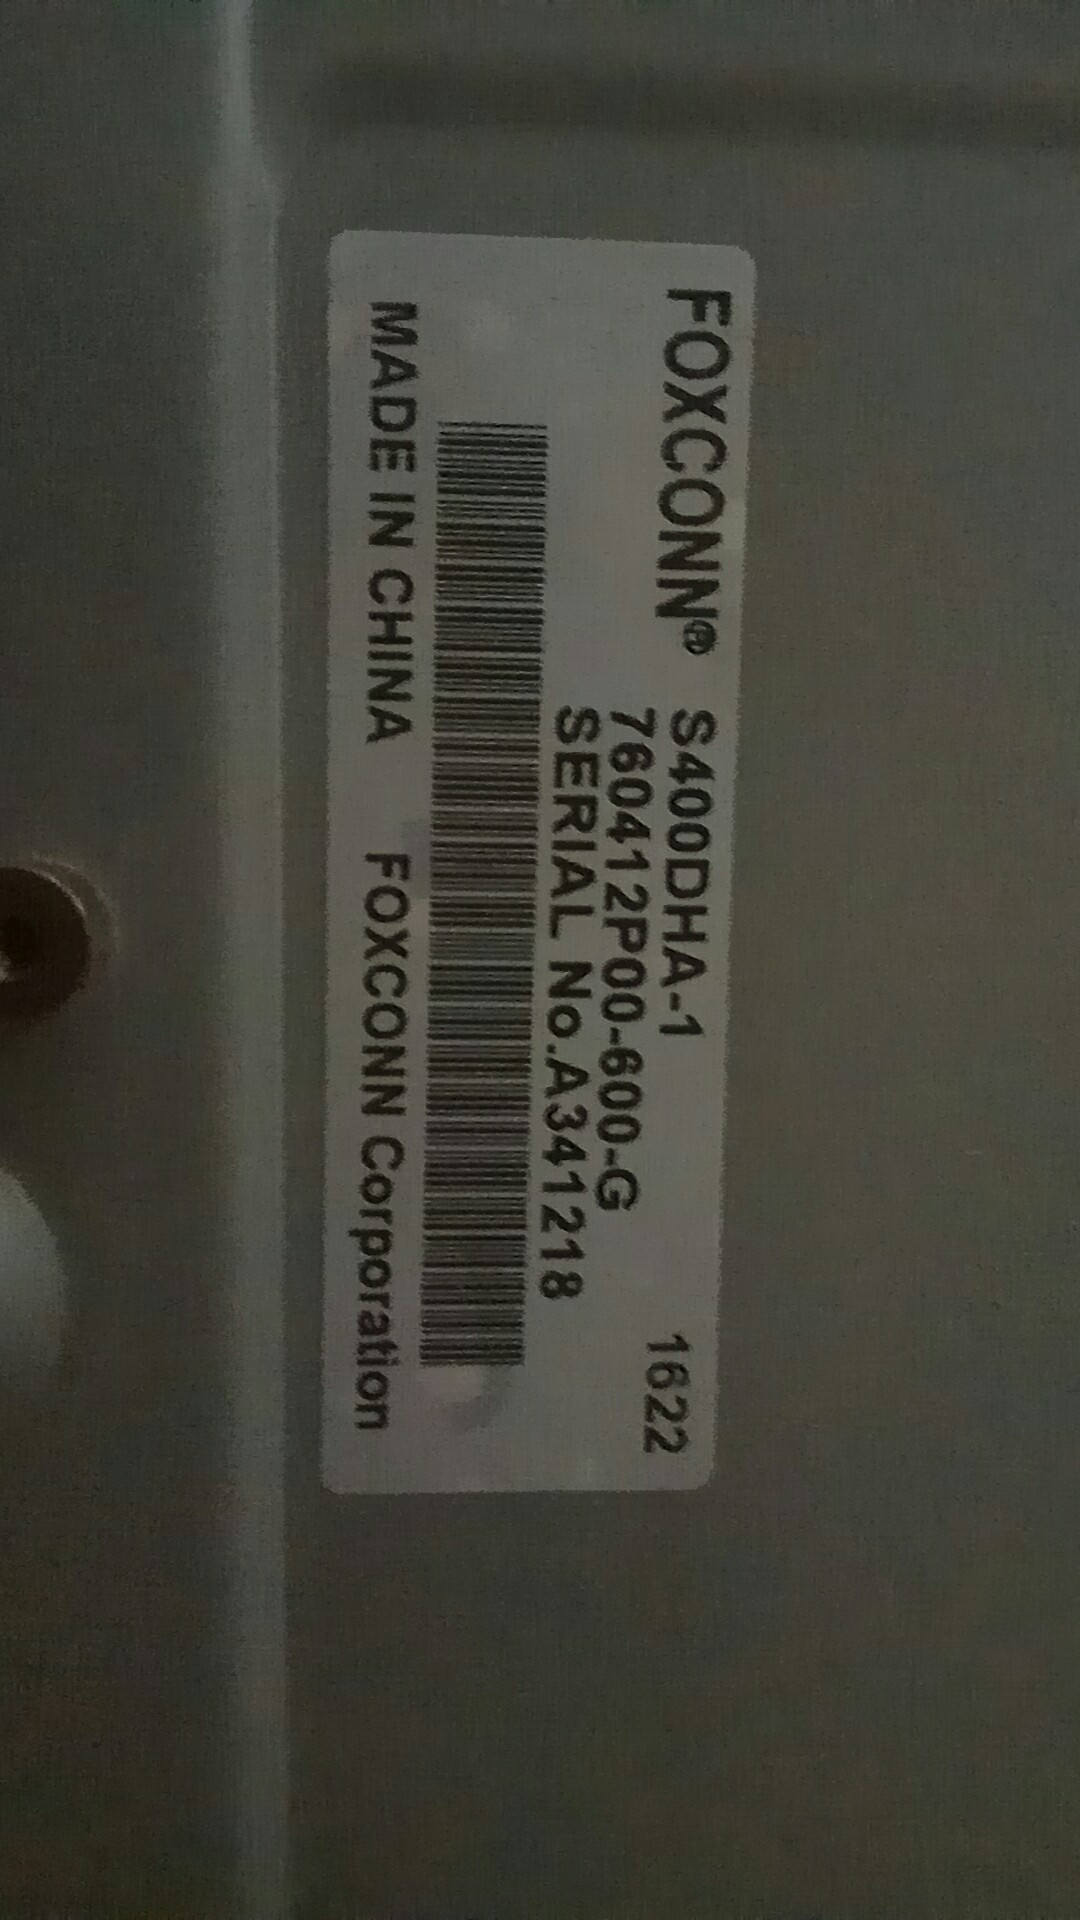 FOXCONN® S400DHA-1 1622
760412P00-600-G
SERIAL No.A341218
MADE IN CHINA FOXCONN Corporation